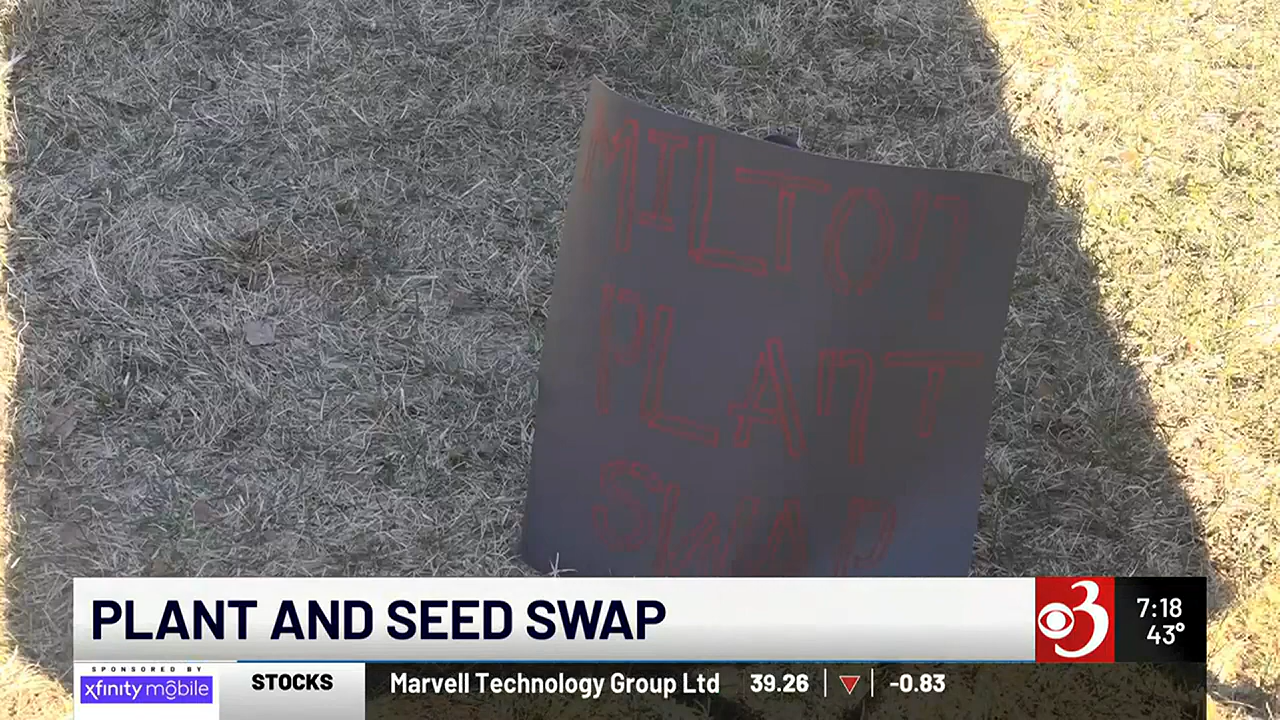 MILTON
PLANT
SWAP
PLANT AND SEED SWAP
3
7:18
43°
SPONSORED BY
xfinity mobile
STOCKS
Marvell Technology Group Ltd 39.26 -0.83